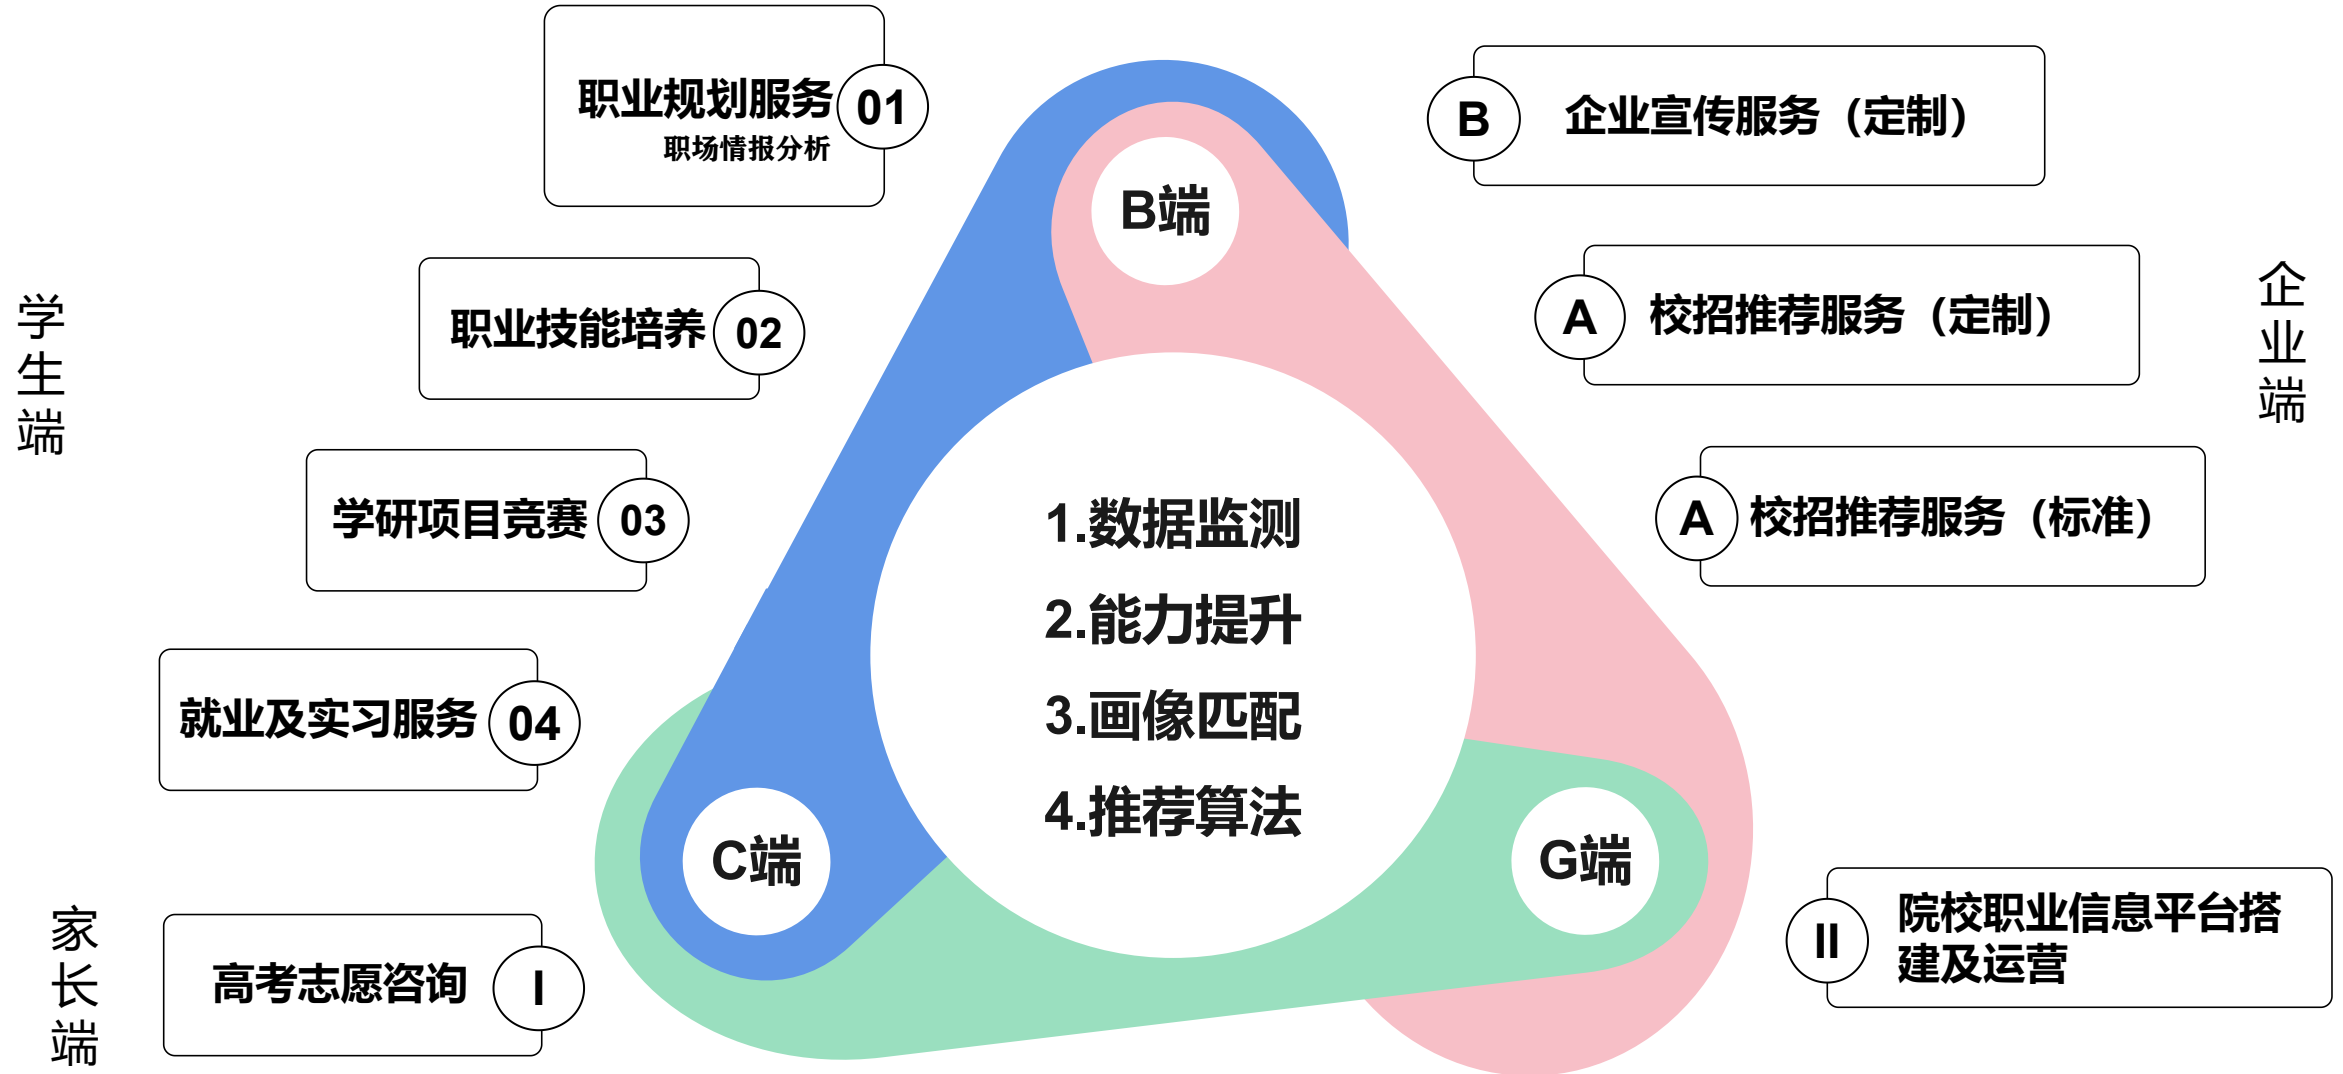 学生端
职业规划服务
职场情报分析
01
职业技能培养
02
学研项目竞赛
03
就业及实习服务
04
家长端
高考志愿咨询
I
B端
1.数据监测
2.能力提升
3.画像匹配
4.推荐算法
C端
G端
B
企业宣传服务（定制）
A
校招推荐服务（定制）
A
校招推荐服务（标准）
企业端
II
院校职业信息平台搭
建及运营